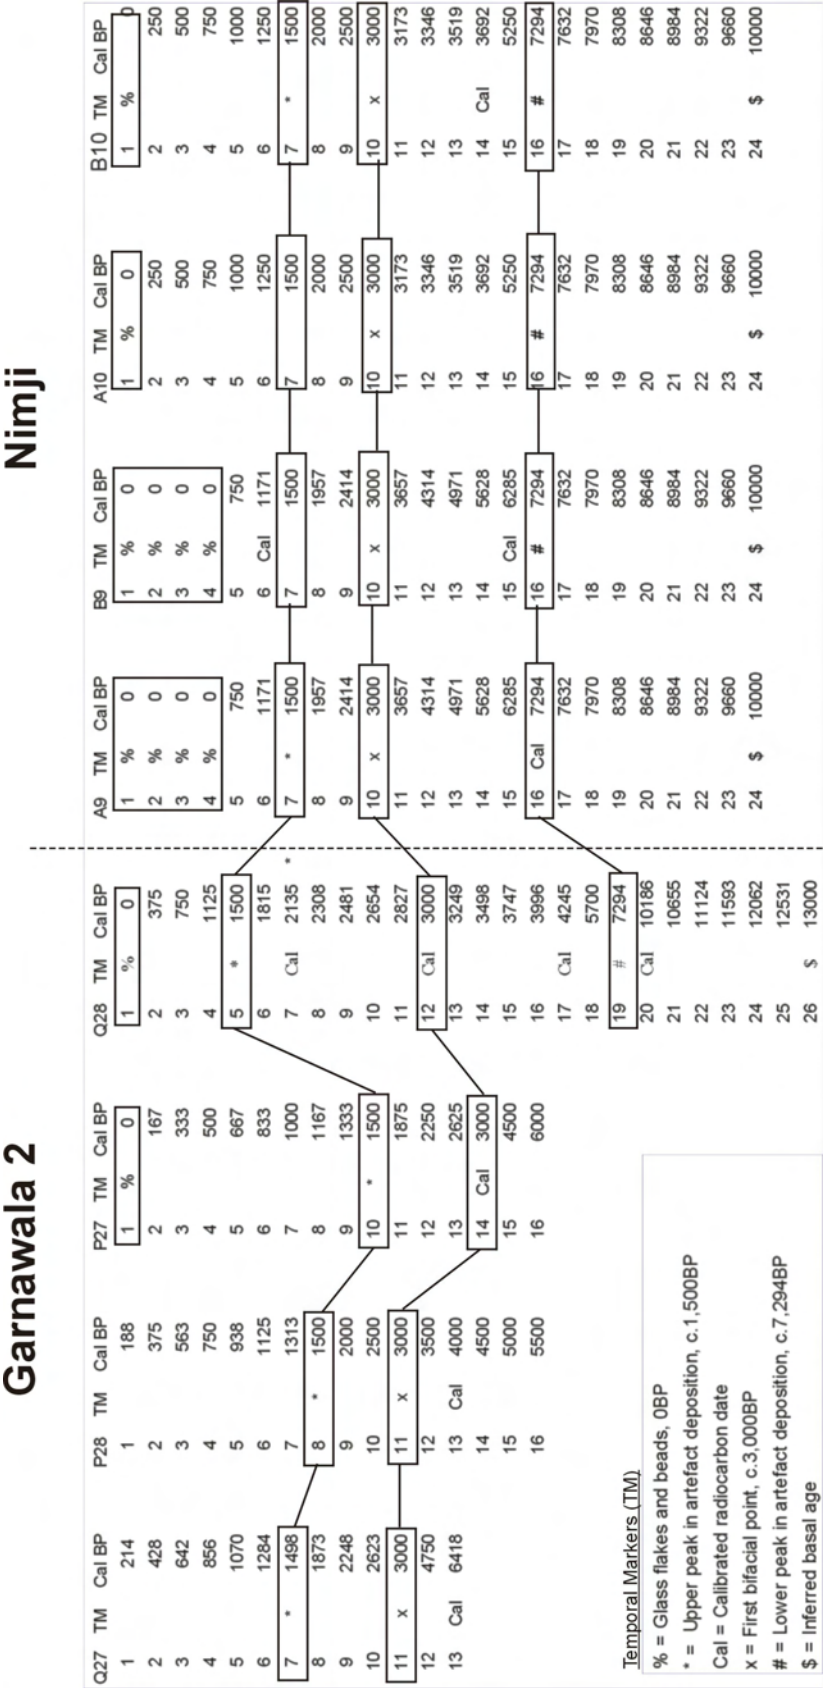 Garnawala 2
Nimji
Q27 TM Cal BP
1 214
2 428
3 642
4 856
5 1070
6 1284
7 * 1498
8 1873
9 2248
10 2623
11 x 3000
12 4750
13 Cal 6418
P28 TM Cal BP
1 188
2 375
3 563
4 750
5 938
6 1125
7 1313
8 * 1500
9 2000
10 2500
11 x 3000
12 3500
13 Cal 4000
14 4500
15 5000
16 5500
P27 TM Cal BP
1 % 0
2 167
3 333
4 500
5 667
6 833
7 1000
8 1167
9 1333
10 * 1500
11 1875
12 2250
13 2625
14 Cal 3000
15 4500
16 6000
Q28 TM Cal BP
1 % 0
2 375
3 750
4 1125
5 * 1500
6 1815
7 Cal 2135 *
8 2308
9 2481
10 2654
11 2827
12 Cal 3000
13 3249
14 3498
15 3747
16 3996
17 Cal 4245
18 5700
19 # 7294
20 Cal 10186
21 10655
22 11124
23 11593
24 12062
25 12531
26 $ 13000
A9 TM Cal BP
1 % 0
2 % 0
3 % 0
4 % 0
5 750
6 1171
7 * 1500
8 1957
9 2414
10 x 3000
11 3657
12 4314
13 4971
14 5628
15 6285
16 Cal 7294
17 7632
18 7970
19 8308
20 8646
21 8984
22 9322
23 9660
24 $ 10000
B9 TM Cal BP
1 % 0
2 % 0
3 % 0
4 % 0
5 750
6 Cal 1171
7 1500
8 1957
9 2414
10 x 3000
11 3657
12 4314
13 4971
14 5628
15 Cal 6285
16 # 7294
17 7632
18 7970
19 8308
20 8646
21 8984
22 9322
23 9660
24 $ 10000
A10 TM Cal BP
1 % 0
2 250
3 500
4 750
5 1000
6 1250
7 1500
8 2000
9 2500
10 x 3000
11 3173
12 3346
13 3519
14 3692
15 5250
16 # 7294
17 7632
18 7970
19 8308
20 8646
21 8984
22 9322
23 9660
24 $ 10000
B10 TM Cal BP
1 % 0
2 250
3 500
4 750
5 1000
6 1250
7 * 1500
8 2000
9 2500
10 x 3000
11 3173
12 3346
13 3519
14 Cal 3692
15 5250
16 # 7294
17 7632
18 7970
19 8308
20 8646
21 8984
22 9322
23 9660
24 $ 10000
Temporal Markers (TM)
% = Glass flakes and beads, 0BP
* = Upper peak in artefact deposition, c.1,500BP
Cal = Calibrated radiocarbon date
x = First bifacial point, c.3,000BP
# = Lower peak in artefact deposition, c.7,294BP
$ = Inferred basal age